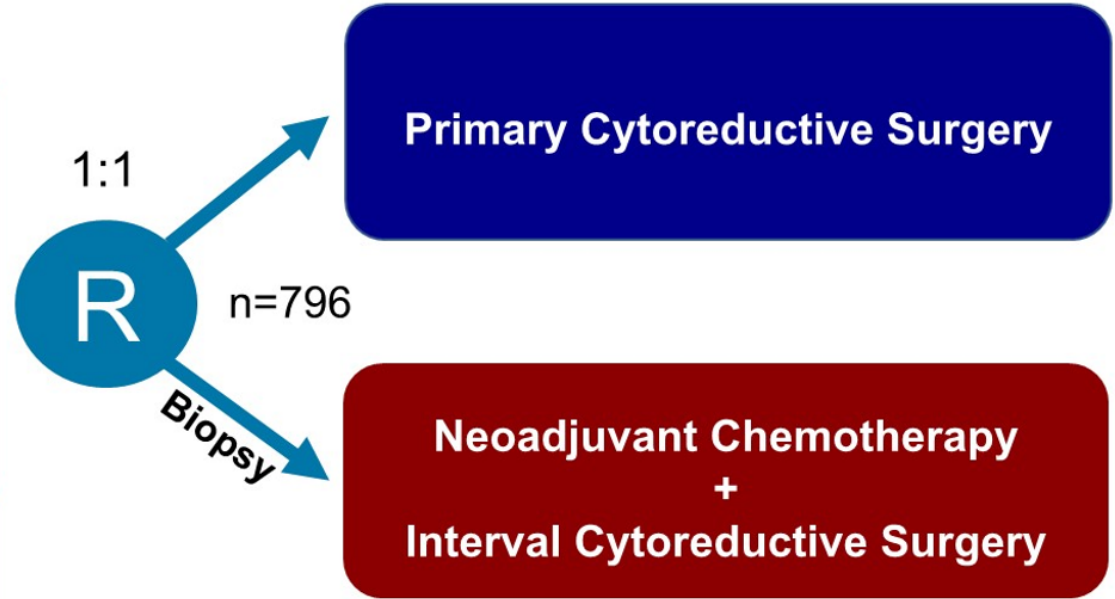 1:1
R
n=796
Biopsy
Primary Cytoreductive Surgery
Neoadjuvant Chemotherapy
+
Interval Cytoreductive Surgery